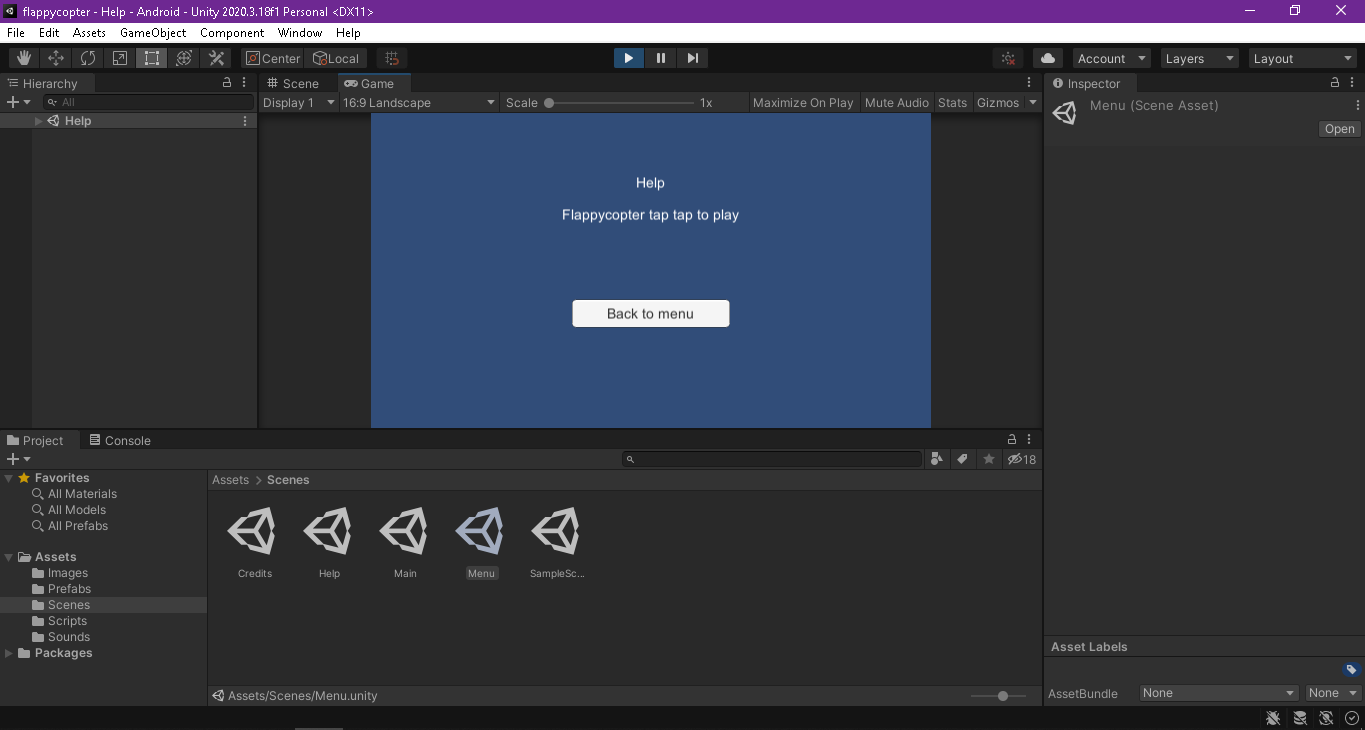 flappycopter - Help - Android - Unity 2020.3.18f1 Personal <DX11>
File Edit Assets GameObject Component Window Help
Center Local Account Layers Layout
Hierarchy
All
Help
Scene Game
Display 1 16:9 Landscape Scale 1x Maximize On Play Mute Audio Stats Gizmos
Help
Flappycopter tap tap to play
Back to menu
Inspector
Menu (Scene Asset)
Open
Project Console
18
Favorites
All Materials
All Models
All Prefabs
Assets
Images
Prefabs
Scenes
Scripts
Sounds
Packages
Assets > Scenes
Credits Help Main Menu SampleSc...
Assets/Scenes/Menu.unity
Asset Labels
AssetBundle None None